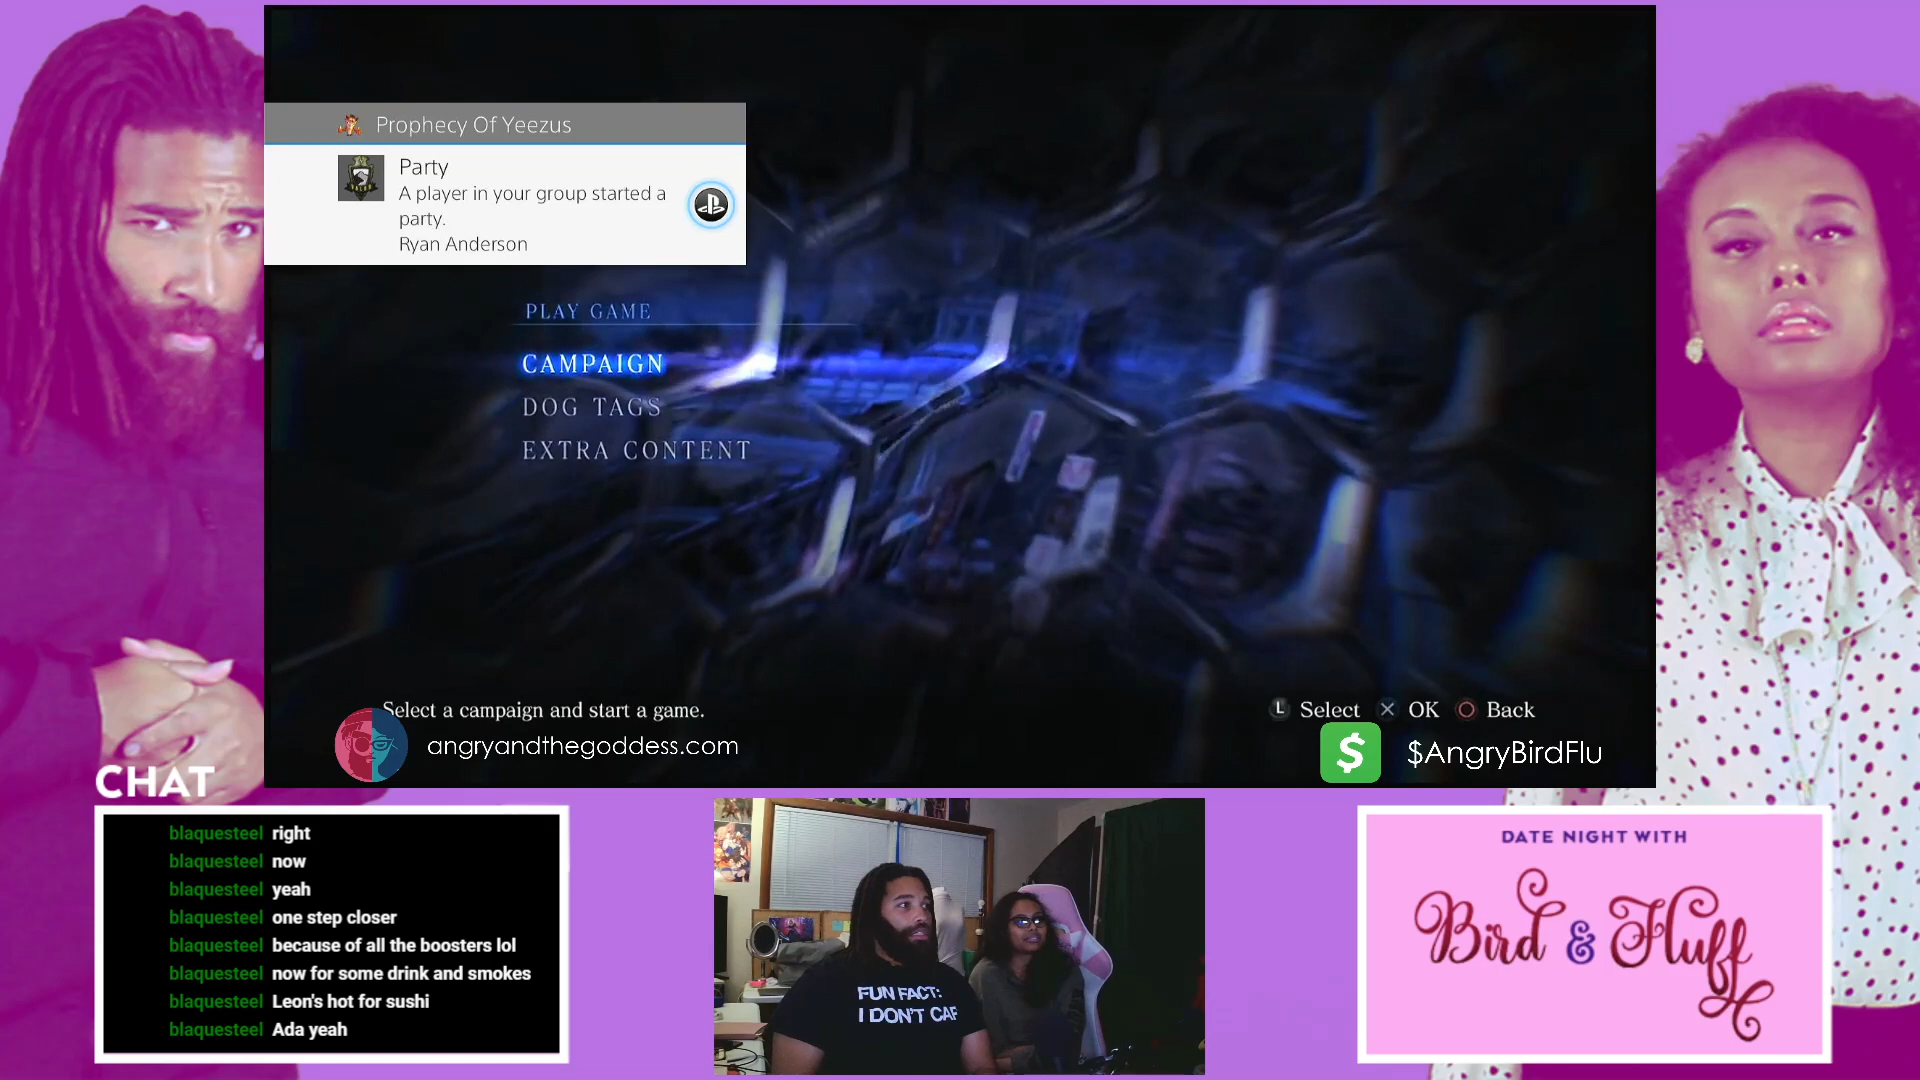 Prophecy Of Yeezus
Party
A player in your group started a
party.
Ryan Anderson
PLAY GAME
CAMPAIGN
DOG TAGS
EXTRA CONTENT
Select a campaign and start a game.
L Select OK Back
angryandthegoddess.com
$ $AngryBirdFlu
CHAT
blaquesteel right
blaquesteel now
blaquesteel yeah
blaquesteel one step closer
blaquesteel because of all the boosters lol
blaquesteel now for some drink and smokes
blaquesteel Leon's hot for sushi
blaquesteel Ada yeah
FUN FACT:
I DON'T CAR
DATE NIGHT WITH
Bird & Fluff